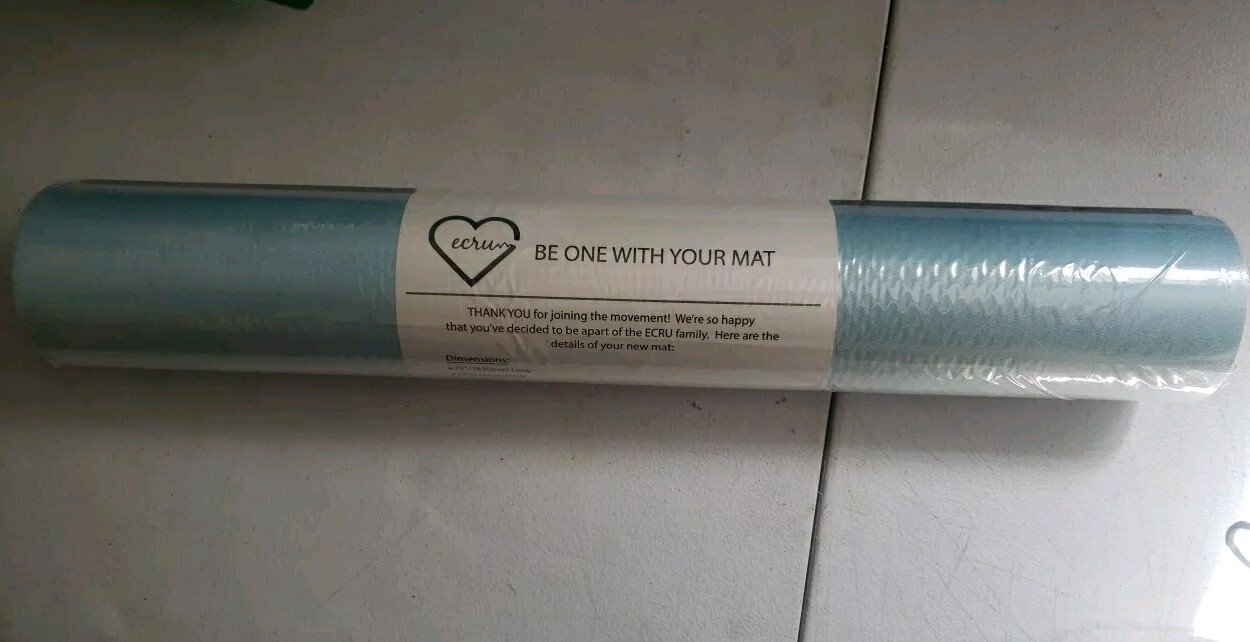 ecru
BE ONE WITH YOUR MAT
THANK YOU for joining the movement! We're so happy
that you've decided to be apart of the ECRU family. Here are the
details of your new mat:
Dimensions:
Long